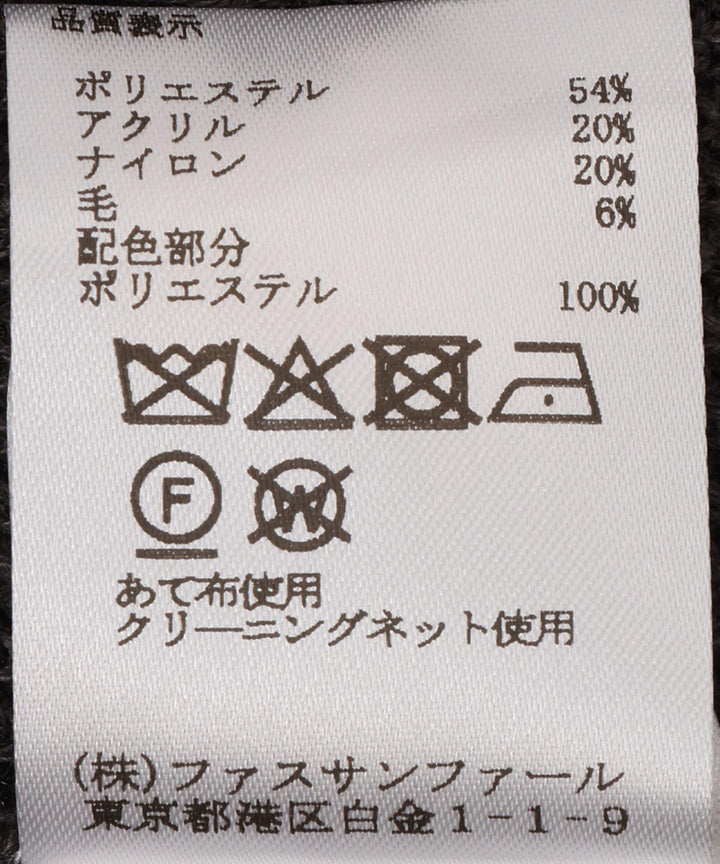 品質表示
ポリエステル 54%
アクリル 20%
ナイロン 20%
毛 6%
配色部分
ポリエステル 100%
F W
あて布使用
クリーニングネット使用
(株)ファスサンファール
東京都港区白金1-1-9